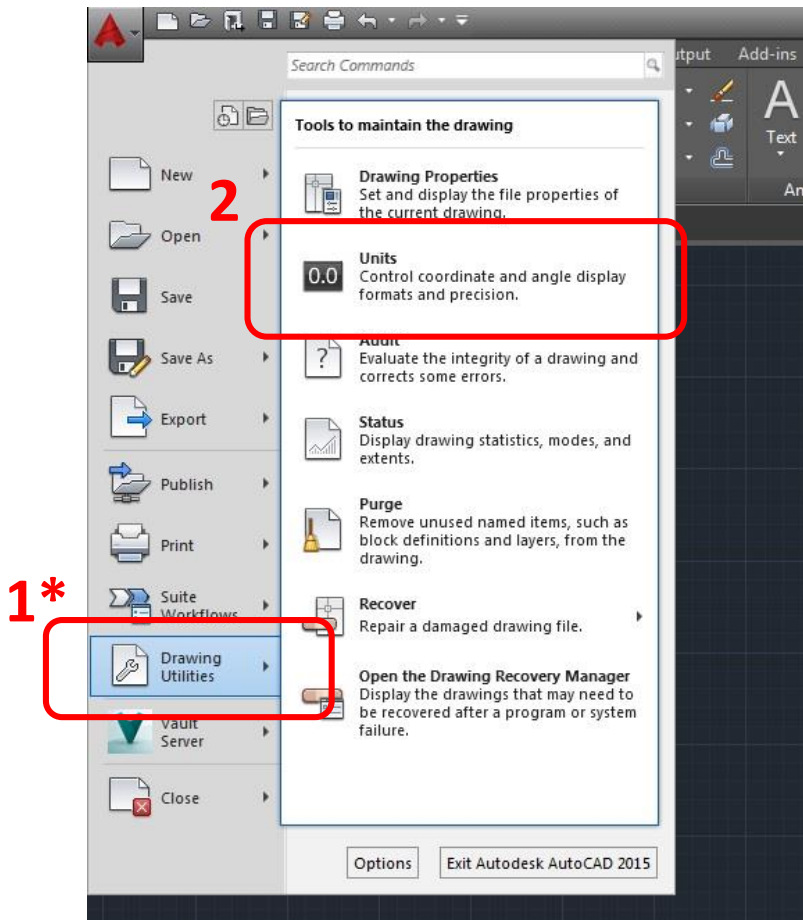 Search Commands
utput Add-ins
A
Text
An
Tools to maintain the drawing
New
2
Drawing Properties
Set and display the file properties of
the current drawing.
Open
0.0
Units
Control coordinate and angle display
formats and precision.
Save
Save As
?
Audit
Evaluate the integrity of a drawing and
corrects some errors.
Export
Status
Display drawing statistics, modes, and
extents.
Publish
Purge
Remove unused named items, such as
block definitions and layers, from the
drawing.
Print
1*
Suite
Workflows
Recover
Repair a damaged drawing file.
Drawing
Utilities
Open the Drawing Recovery Manager
Display the drawings that may need to
be recovered after a program or system
failure.
Vault
Server
Close
Options
Exit Autodesk AutoCAD 2015